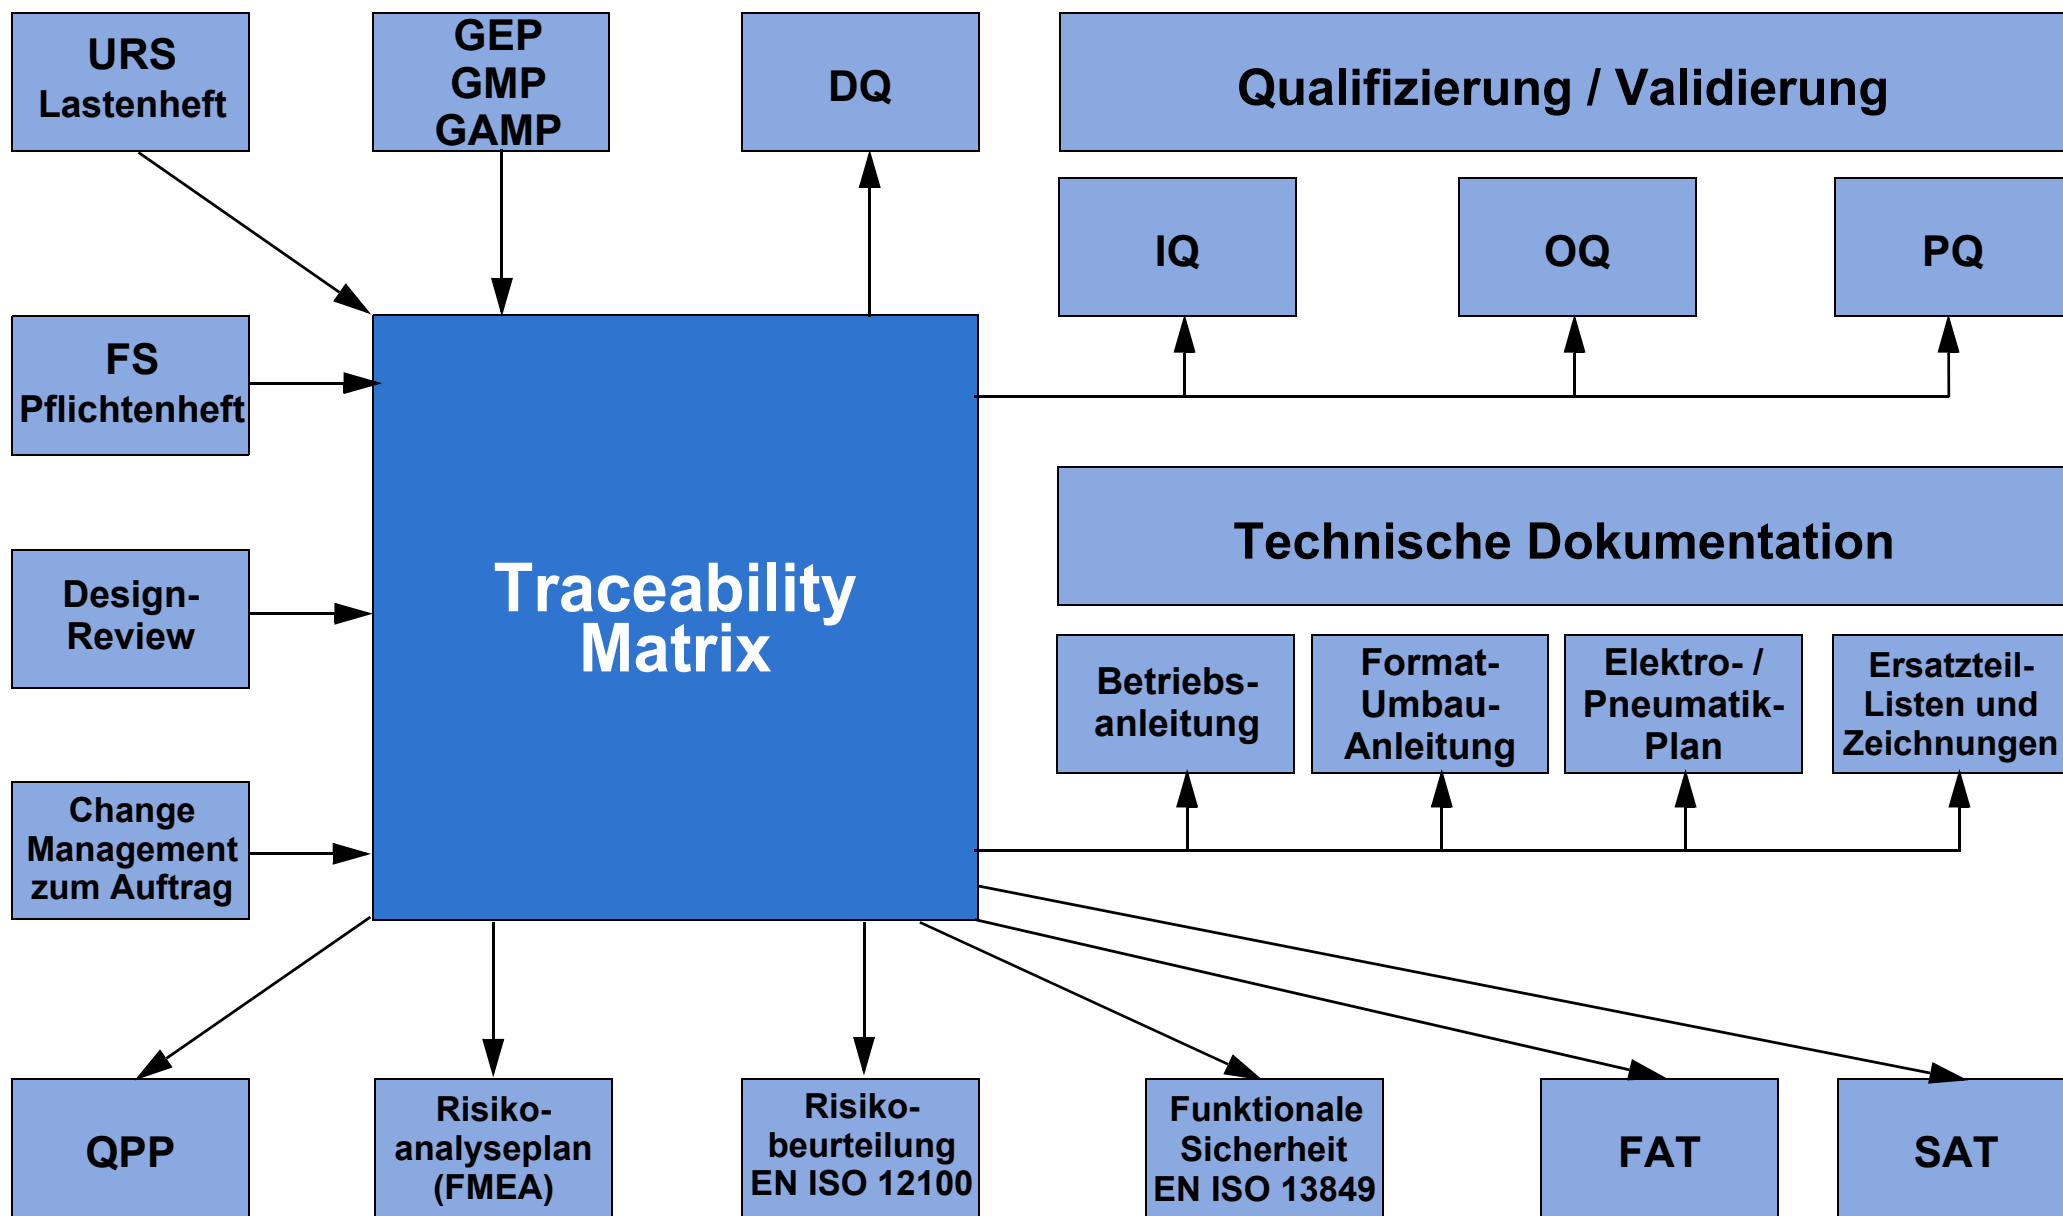 URS
Lastenheft
GEP
GMP
GAMP
DQ
Qualifizierung / Validierung
IQ
OQ
PQ
FS
Pflichtenheft
Traceability
Matrix
Technische Dokumentation
Design-
Review
Betriebs-
anleitung
Format-
Umbau-
Anleitung
Elektro- /
Pneumatik-
Plan
Ersatzteil-
Listen und
Zeichnungen
Change
Management
zum Auftrag
QPP
Risiko-
analyseplan
(FMEA)
Risiko-
beurteilung
EN ISO 12100
Funktionale
Sicherheit
EN ISO 13849
FAT
SAT